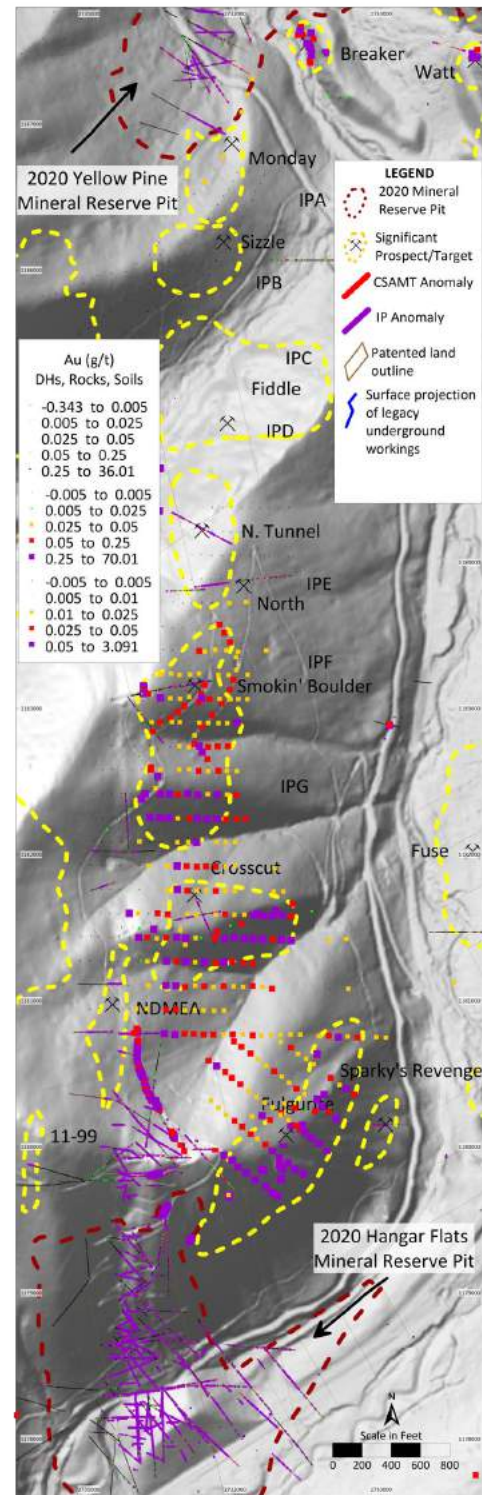 Breaker
Watt
2020 Yellow Pine
Mineral Reserve Pit
Monday
IPA
Sizzle
IPB
LEGEND
2020 Mineral
Reserve Pit
Significant
Prospect/Target
CSAMT Anomaly
IP Anomaly
Patented land
outline
Surface projection
of legacy
underground
workings
IPC
Fiddle
IPD
Au (g/t)
DHs, Rocks, Soils
-0.343 to 0.005
0.005 to 0.025
0.025 to 0.05
0.05 to 0.25
0.25 to 36.01
-0.005 to 0.005
0.005 to 0.025
0.025 to 0.05
0.05 to 0.25
0.25 to 70.01
-0.005 to 0.005
0.005 to 0.01
0.01 to 0.025
0.025 to 0.05
0.05 to 3.091
N. Tunnel
IPE
North
IPF
Smokin' Boulder
IPG
Crosscut
Fuse
NDMEA
Sparky's Revenge
Fulgurite
11-99
2020 Hangar Flats
Mineral Reserve Pit
N
Scale in Feet
0 200 400 600 800